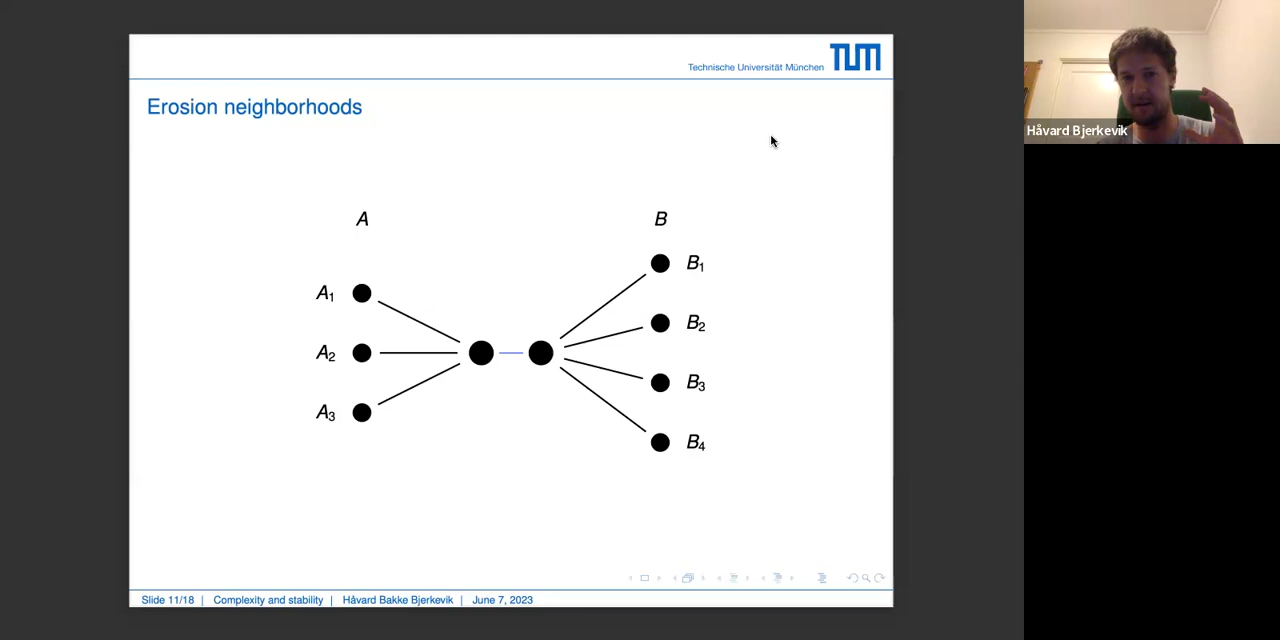 TUM
Technische Universität München
Erosion neighborhoods
A
B
A1
A2
A3
B1
B2
B3
B4
Slide 11/18 | Complexity and stability | Håvard Bakke Bjerkevik | June 7, 2023
Håvard Bjerkevik